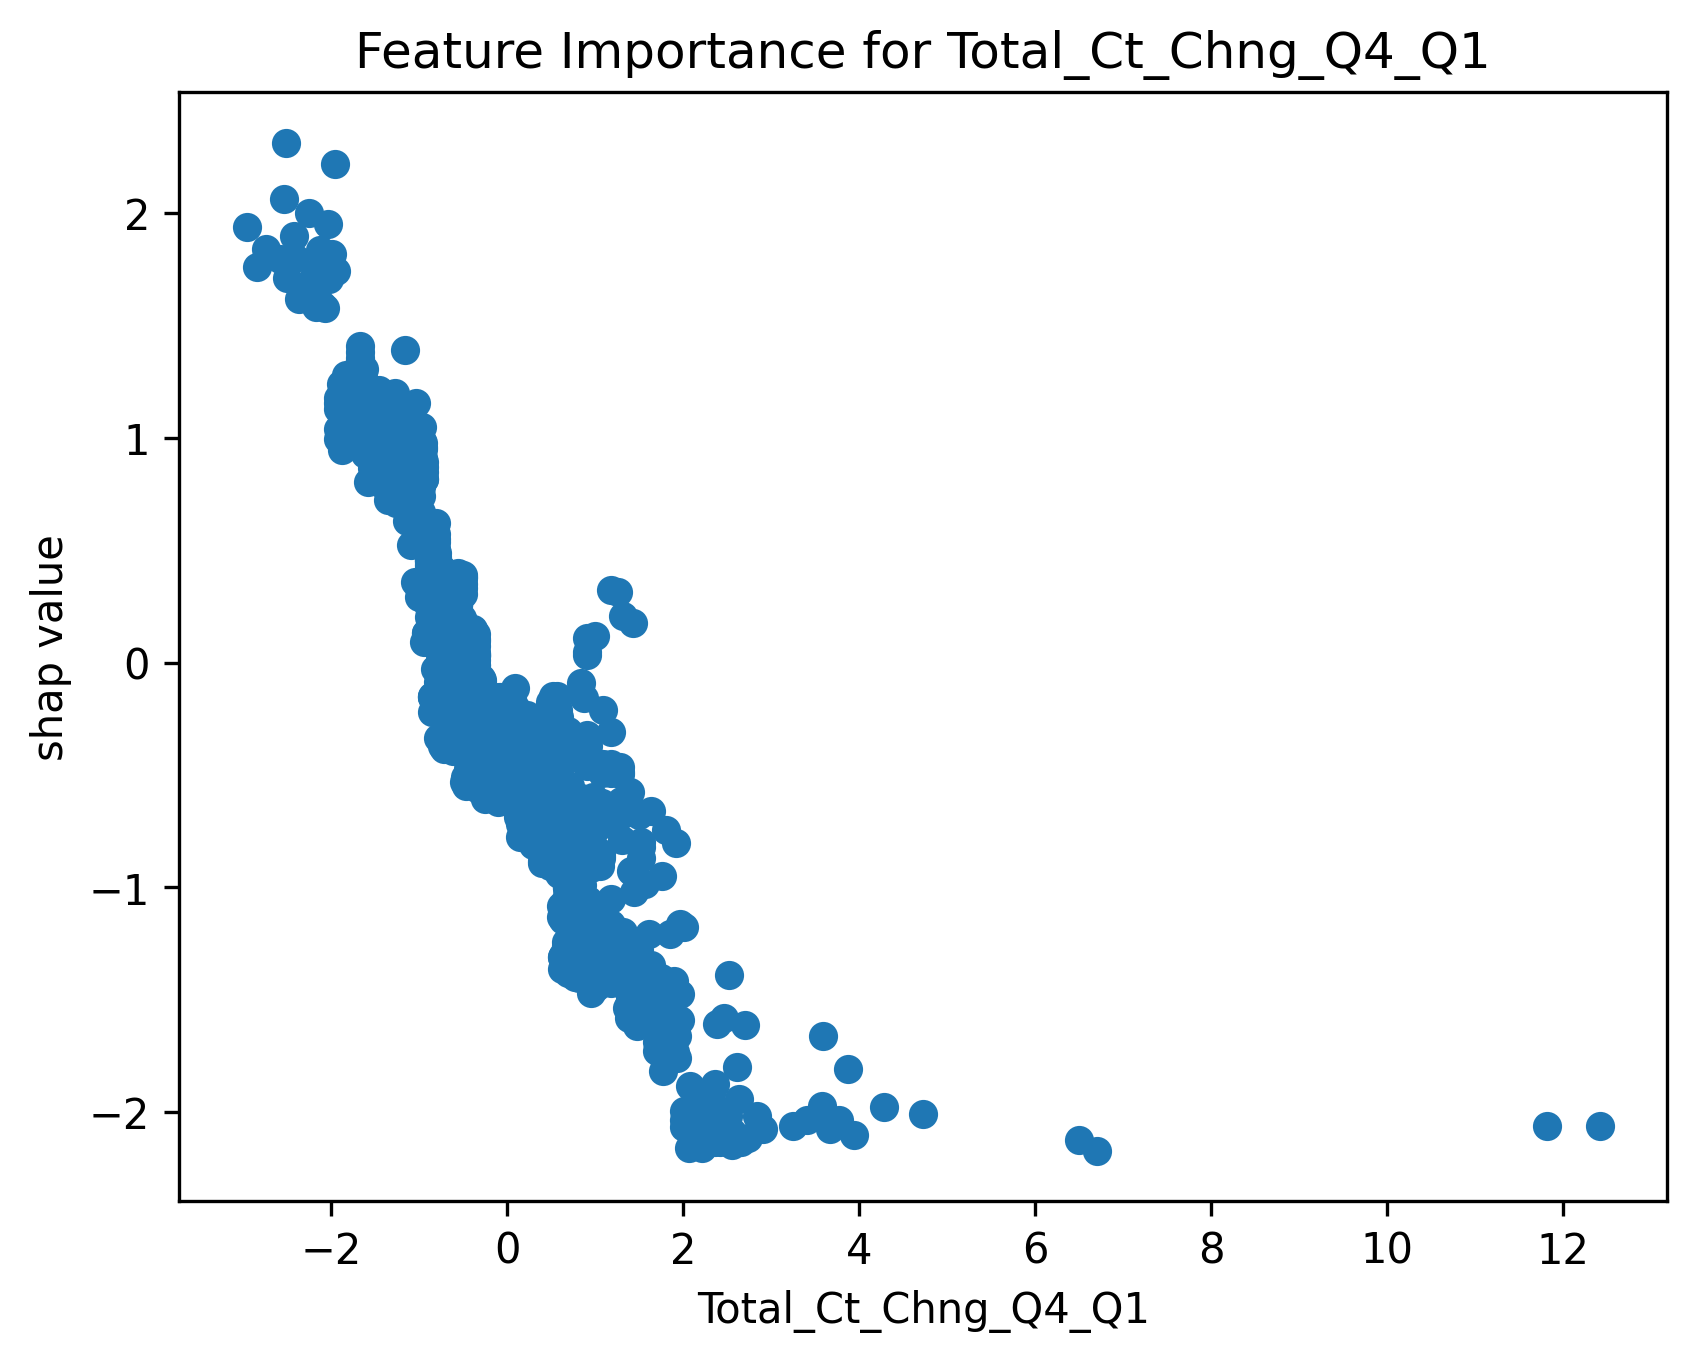 Feature Importance for Total_Ct_Chng_Q4_Q1
2
1
0
−1
−2
shap value
−2 0 2 4 6 8 10 12
Total_Ct_Chng_Q4_Q1